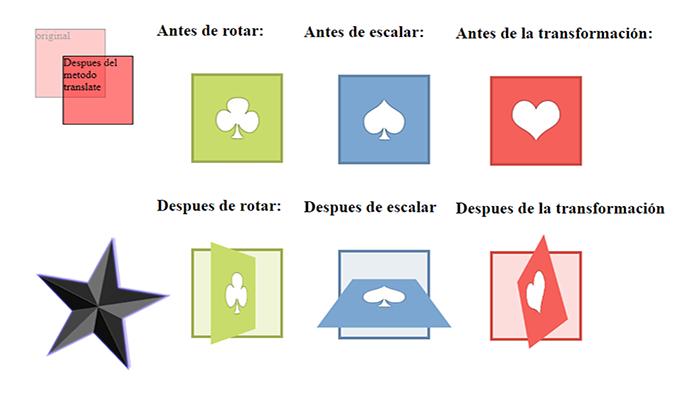 original
Despues del
metodo
translate
Antes de rotar:
Antes de escalar:
Antes de la transformación:
Despues de rotar:
Despues de escalar
Despues de la transformación